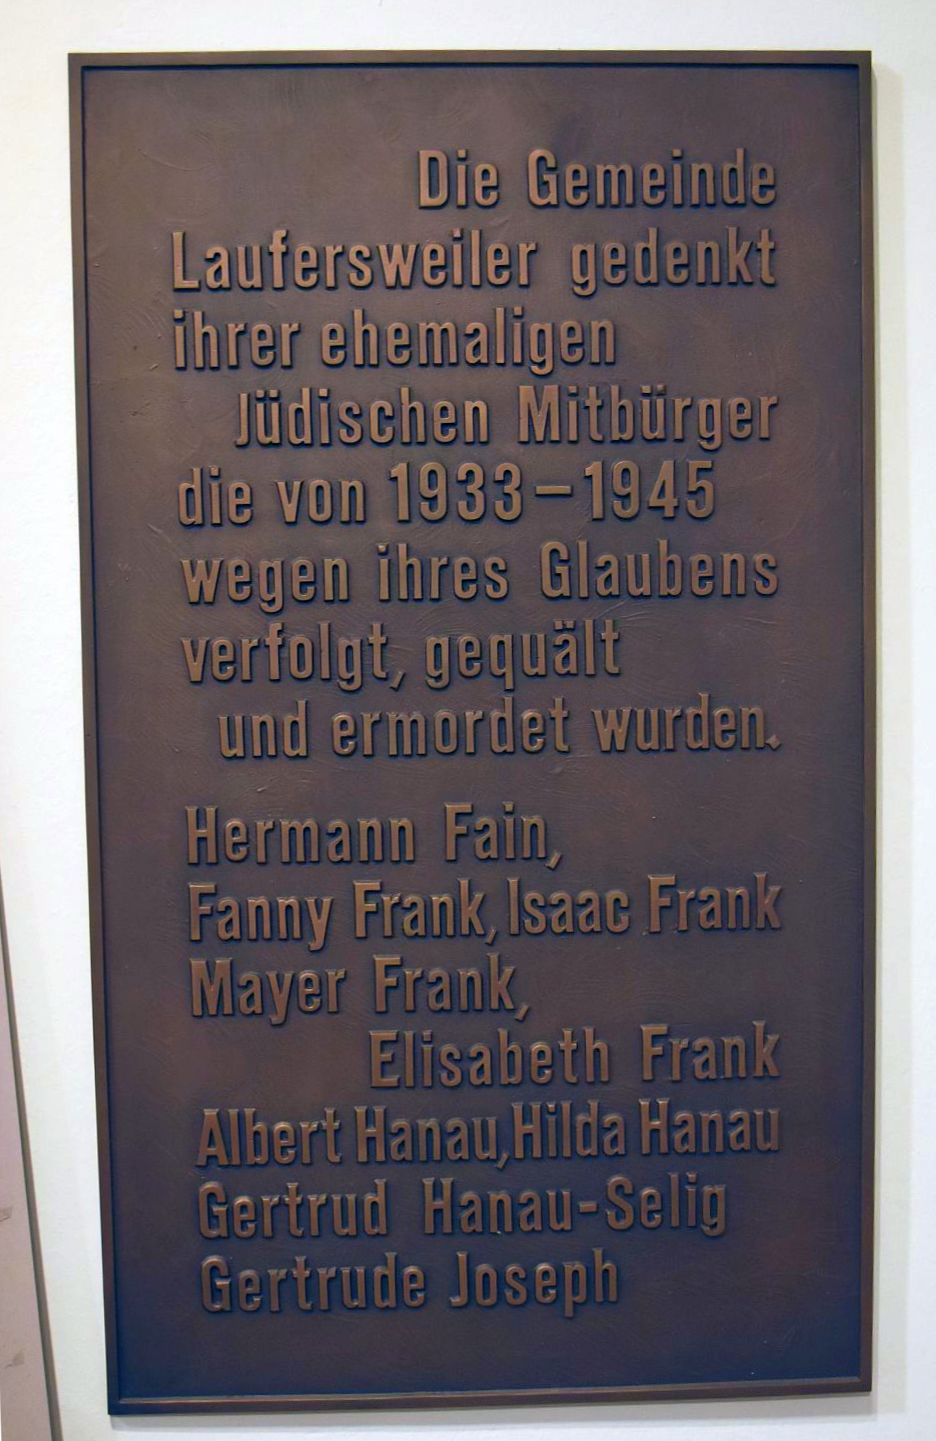 Die Gemeinde
Laufersweiler gedenkt
ihrer ehemaligen
Jüdischen Mitbürger
die von 1933–1945
wegen ihres Glaubens
verfolgt, gequält
und ermordet wurden.
Hermann Fain,
Fanny Frank, Isaac Frank
Mayer Frank,
Elisabeth Frank
Albert Hanau, Hilda Hanau
Gertrud Hanau-Selig
Gertrude Joseph